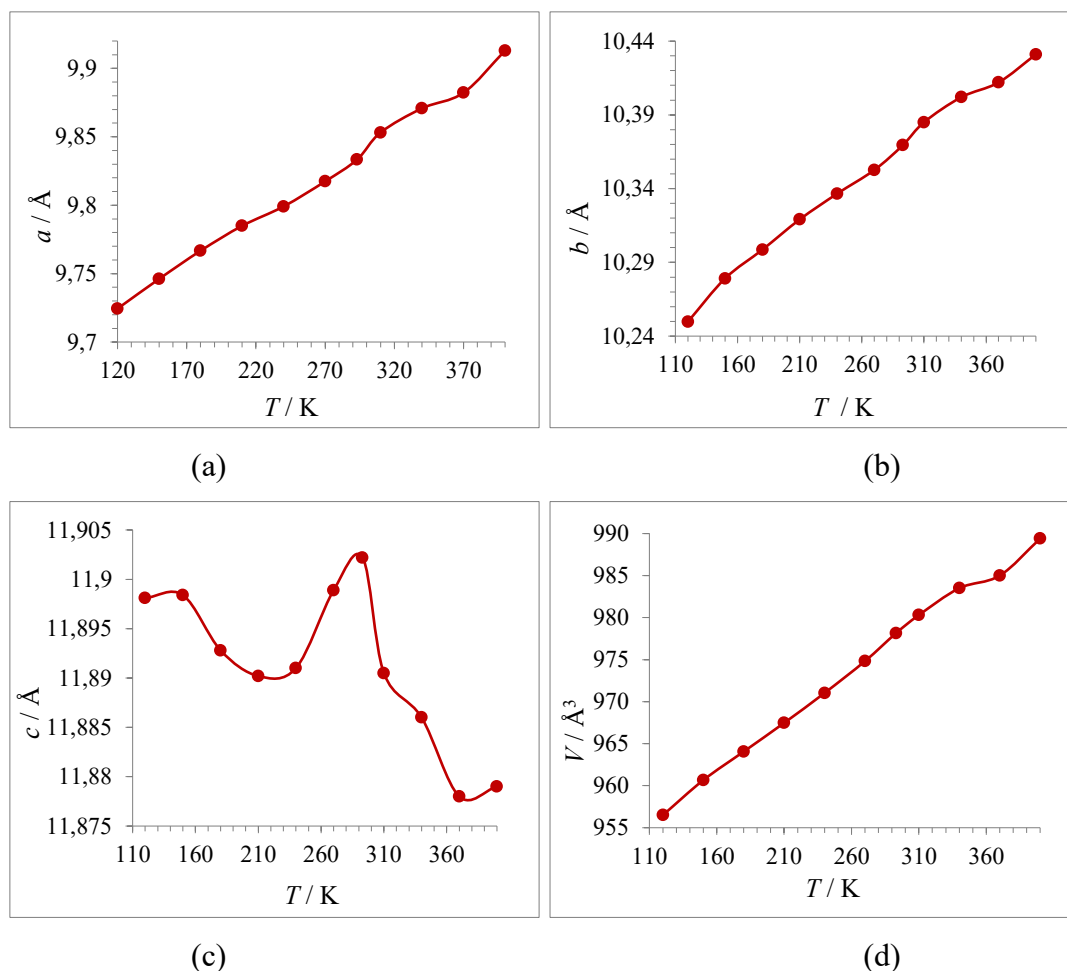 9,9
9,85
9,8
9,75
9,7
a / Å
120 170 220 270 320 370
T / K
(a)
10,44
10,39
10,34
10,29
10,24
b / Å
110 160 210 260 310 360
T / K
(b)
11,905
11,9
11,895
11,89
11,885
11,88
11,875
c / Å
110 160 210 260 310 360
T / K
(c)
990
985
980
975
970
965
960
955
V / Å³
110 160 210 260 310 360
T / K
(d)